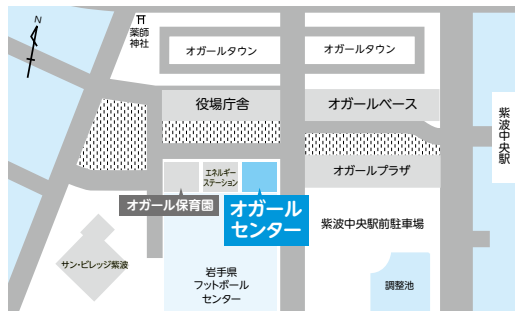 N
薬師
神社
オガールタウン
オガールタウン
役場庁舎
オガールベース
紫波中央駅
エネルギー
ステーション
オガールプラザ
オガール保育園
オガール
センター
紫波中央駅前駐車場
サン・ビレッジ紫波
岩手県
フットボール
センター
調整池